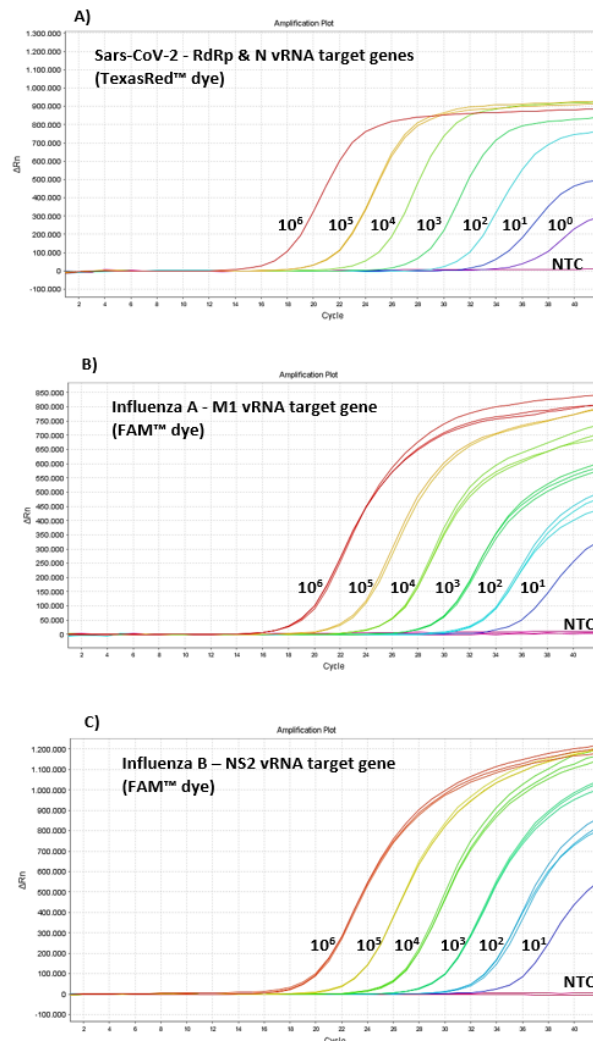 A)
Amplification Plot
1.300.000
1.200.000
1.100.000
1.000.000
900.000
800.000
700.000
600.000
500.000
400.000
300.000
200.000
100.000
0
-100.000
ΔRn
Sars-CoV-2 - RdRp & N vRNA target genes
(TexasRed™ dye)
10⁶ 10⁵ 10⁴ 10³ 10² 10¹ 10⁰
NTC
2 4 6 8 10 12 14 16 18 20 22 24 26 28 30 32 34 36 38 40
Cycle
B)
Amplification Plot
850.000
800.000
750.000
700.000
650.000
600.000
550.000
500.000
450.000
400.000
350.000
300.000
250.000
200.000
150.000
100.000
50.000
0
ΔRn
Influenza A - M1 vRNA target gene
(FAM™ dye)
10⁶ 10⁵ 10⁴ 10³ 10² 10¹
NTC
2 4 6 8 10 12 14 16 18 20 22 24 26 28 30 32 34 36 38 40
Cycle
C)
Amplification Plot
1.200.000
1.100.000
1.000.000
900.000
800.000
700.000
600.000
500.000
400.000
300.000
200.000
100.000
0
-100.000
ΔRn
Influenza B – NS2 vRNA target gene
(FAM™ dye)
10⁶ 10⁵ 10⁴ 10³ 10² 10¹
NTC
2 4 6 8 10 12 14 16 18 20 22 24 26 28 30 32 34 36 38 40
Cycle